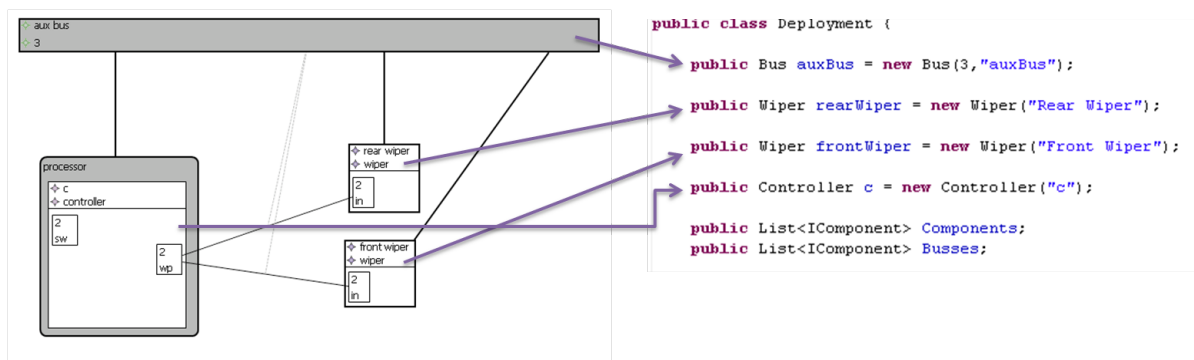 aux bus
3
processor
c
controller
2
sw
2
wp
rear wiper
wiper
2
in
front wiper
wiper
2
in
public class Deployment {
public Bus auxBus = new Bus(3,"auxBus");
public Wiper rearWiper = new Wiper("Rear Wiper");
public Wiper frontWiper = new Wiper("Front Wiper");
public Controller c = new Controller("c");
public List<IComponent> Components;
public List<IComponent> Busses;